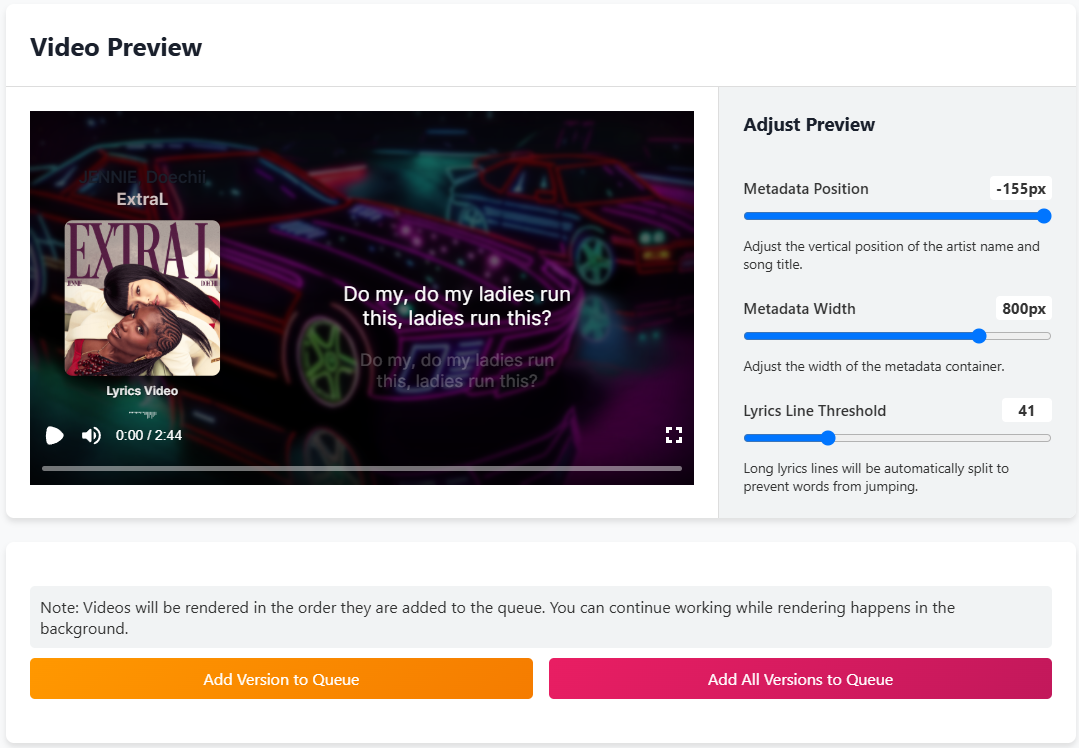 Video Preview
JENNIE, Doechii
ExtraL
EXTRA L
JENNIE
DOECHII
Do my, do my ladies run
this, ladies run this?
Do my, do my ladies run
this, ladies run this?
Lyrics Video
0:00 / 2:44
Adjust Preview
Metadata Position
-155px
Adjust the vertical position of the artist name and
song title.
Metadata Width
800px
Adjust the width of the metadata container.
Lyrics Line Threshold
41
Long lyrics lines will be automatically split to
prevent words from jumping.
Note: Videos will be rendered in the order they are added to the queue. You can continue working while rendering happens in the
background.
Add Version to Queue
Add All Versions to Queue